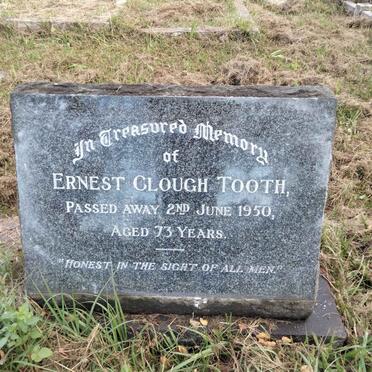 In Treasured Memory
of
ERNEST CLOUGH TOOTH,
PASSED AWAY 2ND JUNE 1950,
AGED 73 YEARS.
"HONEST IN THE SIGHT OF ALL MEN."